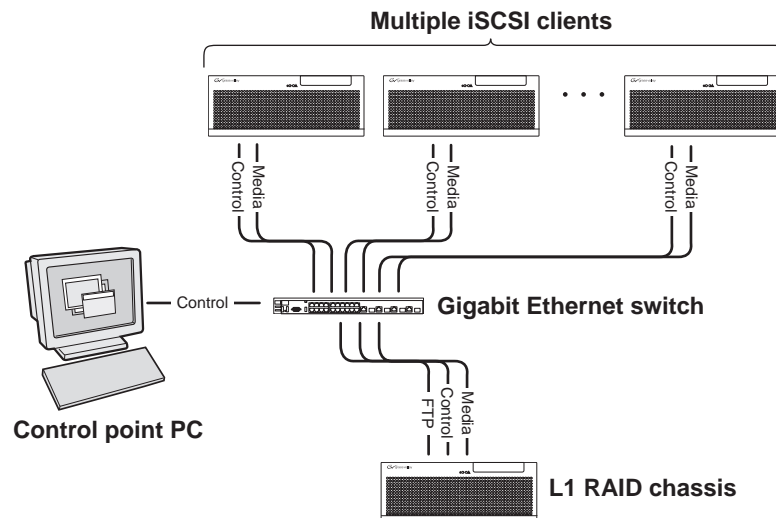 Multiple iSCSI clients
Control
Media
Control
Media
Control
Media
Control
Gigabit Ethernet switch
Control point PC
FTP
Control
Media
L1 RAID chassis